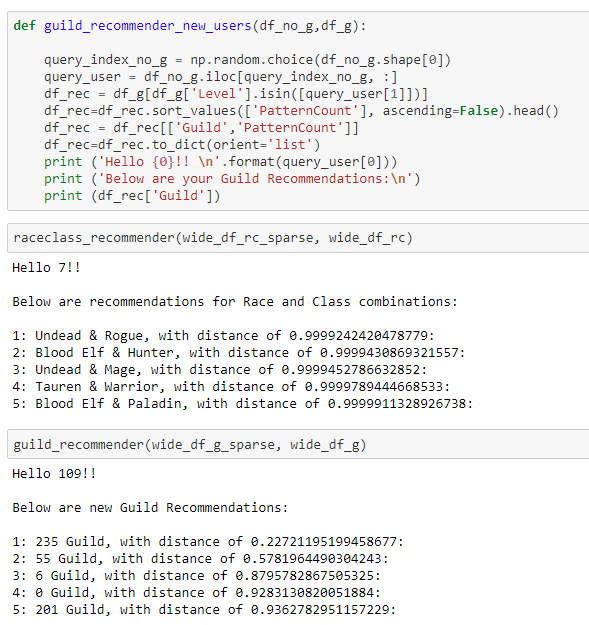 def guild_recommender_new_users(df_no_g,df_g):
    query_index_no_g = np.random.choice(df_no_g.shape[0])
    query_user = df_no_g.iloc[query_index_no_g, :]
    df_rec = df_g[df_g['Level'].isin([query_user[1]])]
    df_rec=df_rec.sort_values(['PatternCount'], ascending=False).head()
    df_rec = df_rec[['Guild','PatternCount']]
    df_rec=df_rec.to_dict(orient='list')
    print ('Hello {0}!! \n'.format(query_user[0]))
    print ('Below are your Guild Recommendations:\n')
    print (df_rec['Guild'])
raceclass_recommender(wide_df_rc_sparse, wide_df_rc)
Hello 7!!
Below are recommendations for Race and Class combinations:
1: Undead & Rogue, with distance of 0.9999242420478779:
2: Blood Elf & Hunter, with distance of 0.9999430869321557:
3: Undead & Mage, with distance of 0.9999452786632852:
4: Tauren & Warrior, with distance of 0.9999789444668533:
5: Blood Elf & Paladin, with distance of 0.9999911328926738:
guild_recommender(wide_df_g_sparse, wide_df_g)
Hello 109!!
Below are new Guild Recommendations:
1: 235 Guild, with distance of 0.22721195199458677:
2: 55 Guild, with distance of 0.5781964490304243:
3: 6 Guild, with distance of 0.8795782867505325:
4: 0 Guild, with distance of 0.9283130820051884:
5: 201 Guild, with distance of 0.9362782951157229: